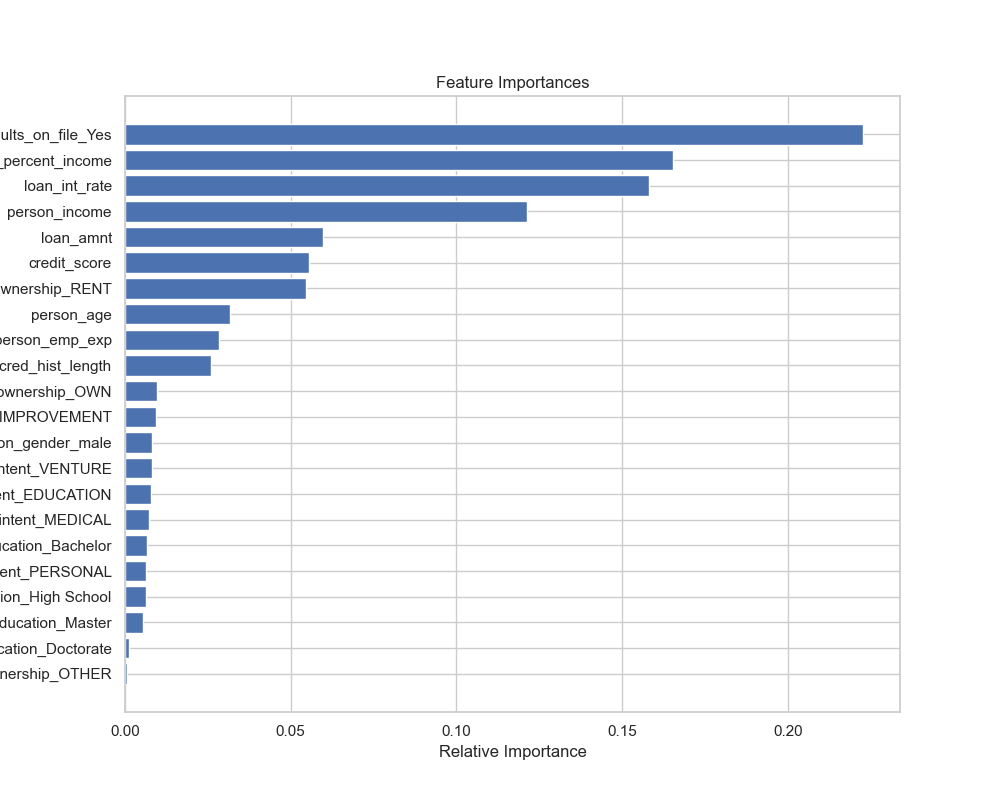 Feature Importances
ults_on_file_Yes
_percent_income
loan_int_rate
person_income
loan_amnt
credit_score
wnership_RENT
person_age
person_emp_exp
cred_hist_length
ownership_OWN
IMPROVEMENT
on_gender_male
ntent_VENTURE
ent_EDUCATION
intent_MEDICAL
ucation_Bachelor
ent_PERSONAL
ion_High School
ducation_Master
cation_Doctorate
nership_OTHER
0.00 0.05 0.10 0.15 0.20
Relative Importance